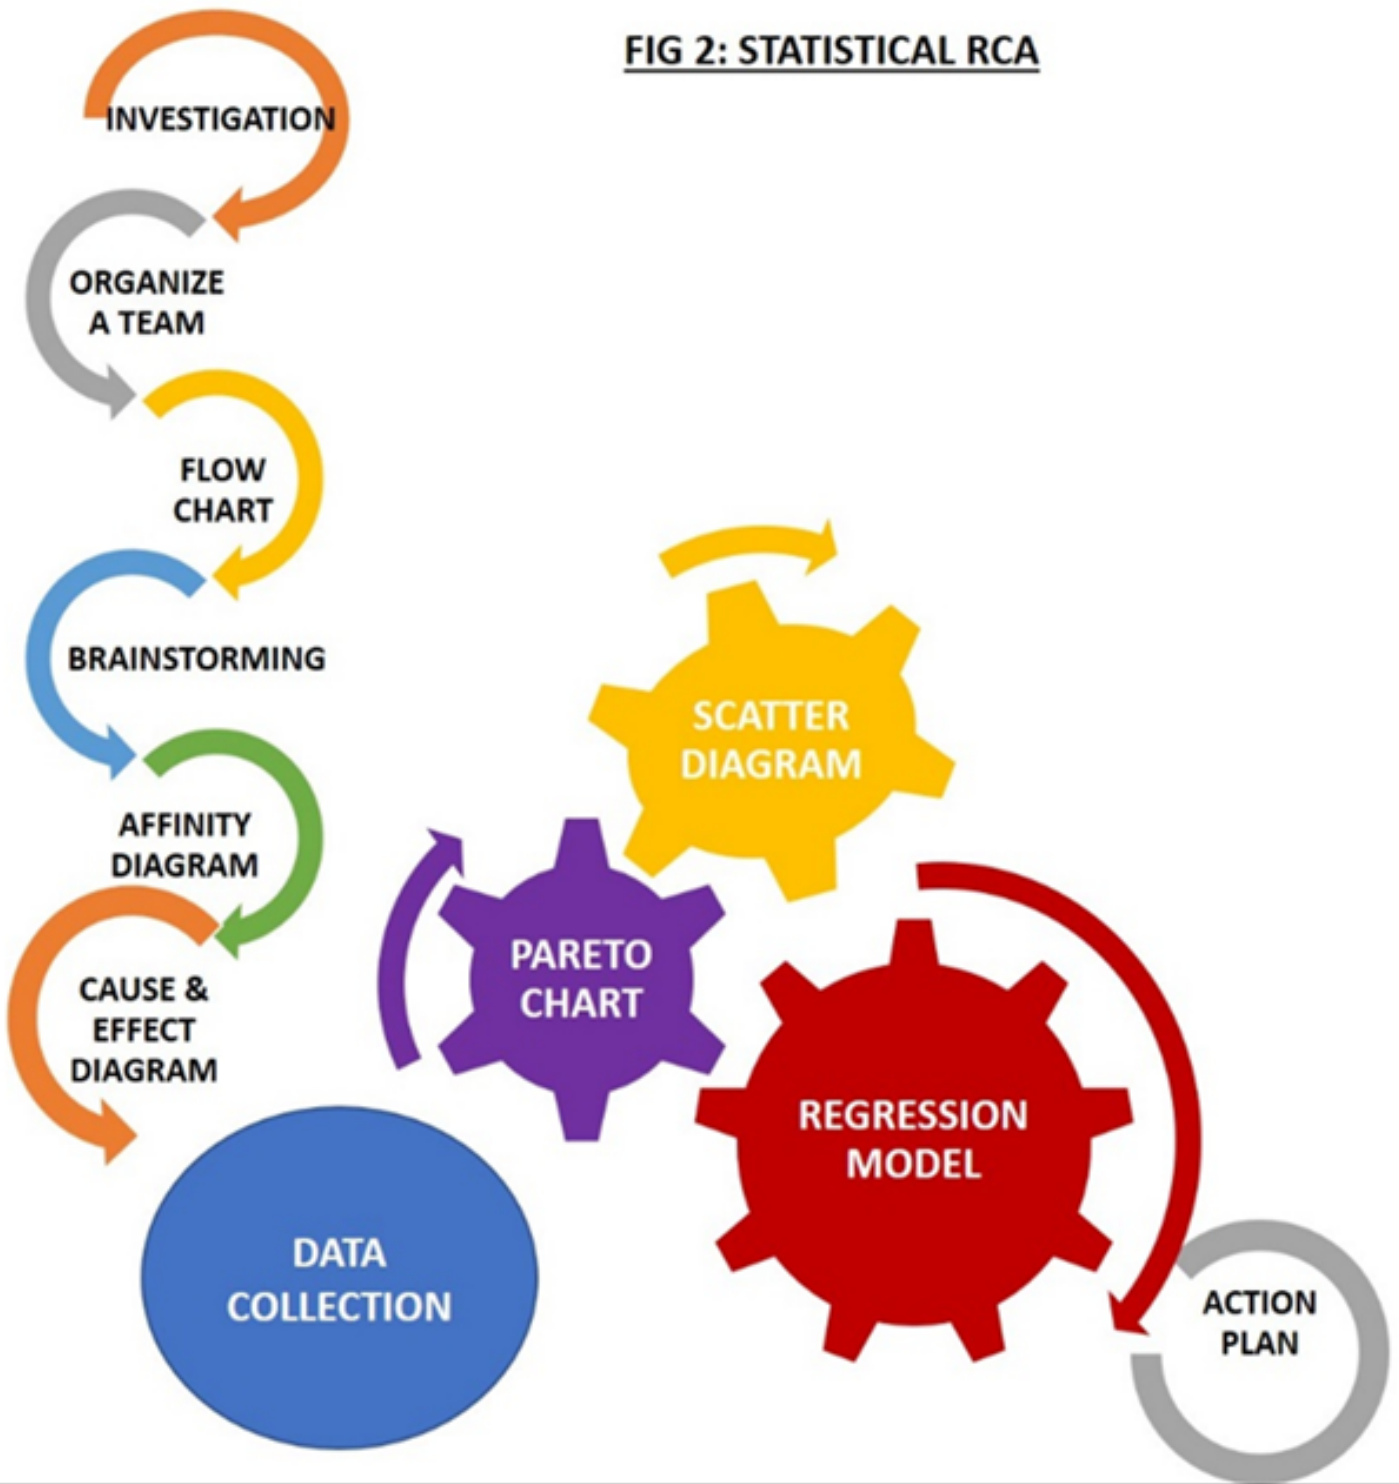 FIG 2: STATISTICAL RCA
INVESTIGATION
ORGANIZE
A TEAM
FLOW
CHART
BRAINSTORMING
AFFINITY
DIAGRAM
CAUSE &
EFFECT
DIAGRAM
DATA
COLLECTION
PARETO
CHART
SCATTER
DIAGRAM
REGRESSION
MODEL
ACTION
PLAN